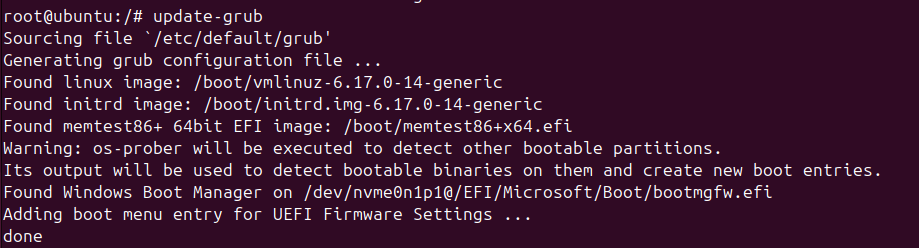 root@ubuntu:/# update-grub
Sourcing file `/etc/default/grub'
Generating grub configuration file ...
Found linux image: /boot/vmlinuz-6.17.0-14-generic
Found initrd image: /boot/initrd.img-6.17.0-14-generic
Found memtest86+ 64bit EFI image: /boot/memtest86+x64.efi
Warning: os-prober will be executed to detect other bootable partitions.
Its output will be used to detect bootable binaries on them and create new boot entries.
Found Windows Boot Manager on /dev/nvme0n1p1@/EFI/Microsoft/Boot/bootmgfw.efi
Adding boot menu entry for UEFI Firmware Settings ...
done